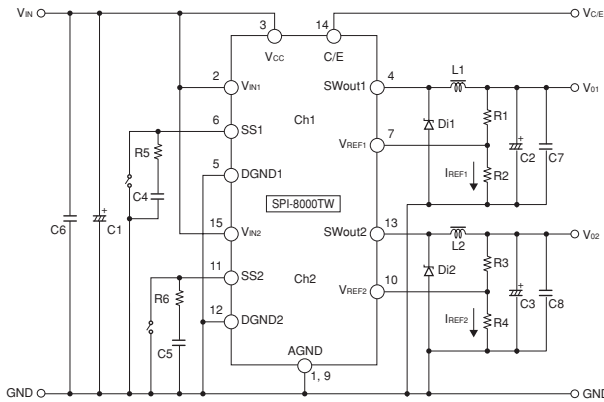 VIN
3
14
VC/E
VCC
C/E
2
VIN1
SWout1
4
L1
VO1
6
SS1
Ch1
Di1
R1
R5
7
VREF1
C2
C7
5
DGND1
IREF1
R2
C4
SPI-8000TW
C6
C1
15
VIN2
SWout2
13
L2
VO2
11
SS2
Ch2
Di2
R3
R6
10
VREF2
C3
C8
12
DGND2
IREF2
R4
C5
AGND
GND
1, 9
GND
+
+
+